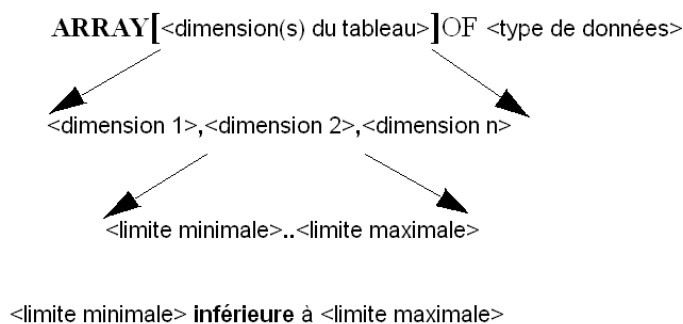 ARRAY[<dimension(s) du tableau>]OF <type de données>
<dimension 1>,<dimension 2>,<dimension n>
<limite minimale>..<limite maximale>
<limite minimale> inférieure à <limite maximale>